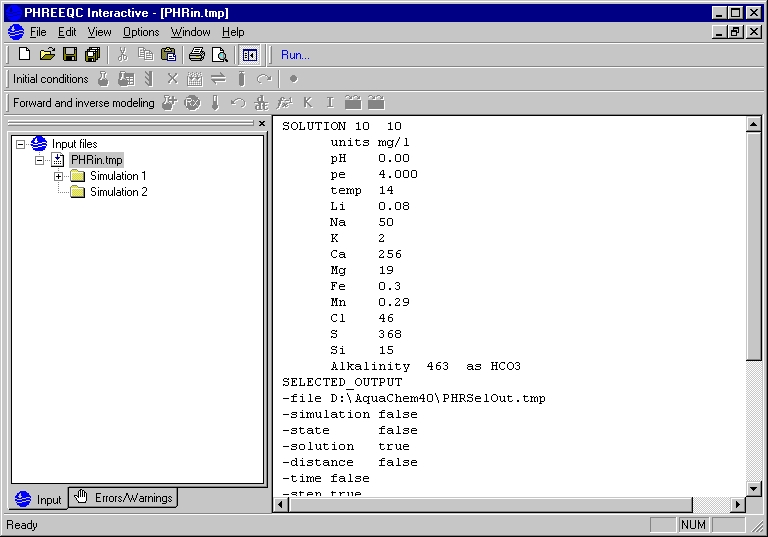 PHREEQC Interactive - [PHRin.tmp]
File Edit View Options Window Help
Run...
Initial conditions
Forward and inverse modeling K I
Input files
PHRin.tmp
Simulation 1
Simulation 2
Input Errors/Warnings
SOLUTION 10 10
units mg/l
pH 0.00
pe 4.000
temp 14
Li 0.08
Na 50
K 2
Ca 256
Mg 19
Fe 0.3
Mn 0.29
Cl 46
S 368
Si 15
Alkalinity 463 as HCO3
SELECTED_OUTPUT
-file D:\AquaChem40\PHRSelOut.tmp
-simulation false
-state false
-solution true
-distance false
-time false
-step true
Ready NUM